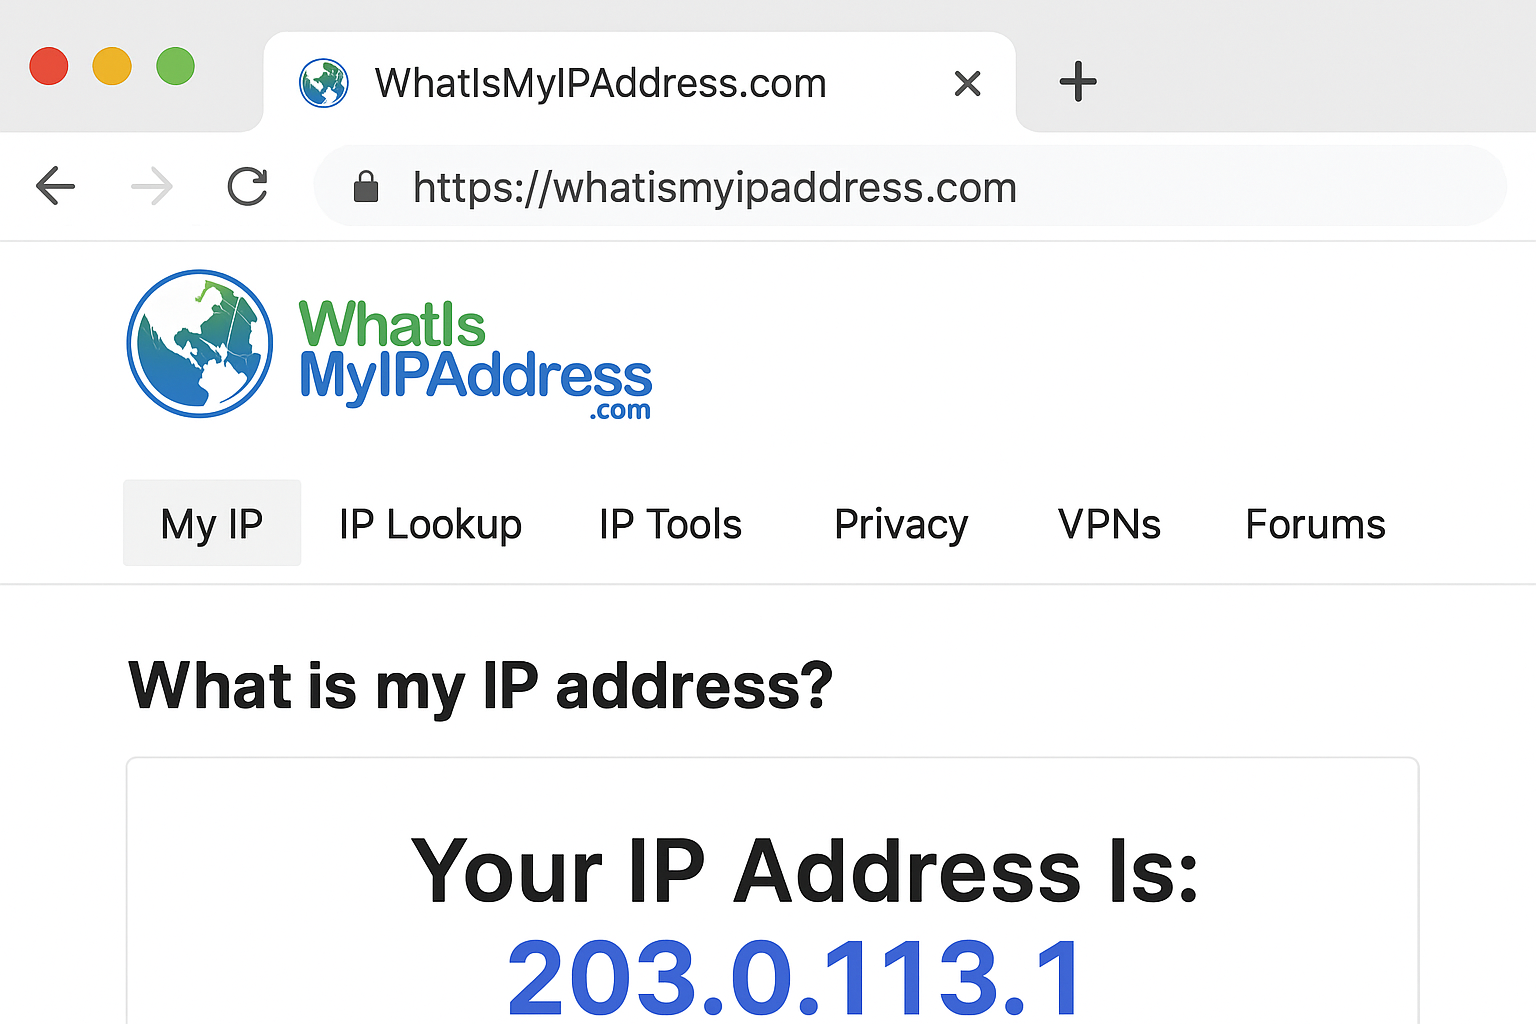 WhatIsMyIPAddress.com
https://whatismyipaddress.com
WhatIs
MyIPAddress
.com
My IP IP Lookup IP Tools Privacy VPNs Forums
What is my IP address?
Your IP Address Is:
203.0.113.1